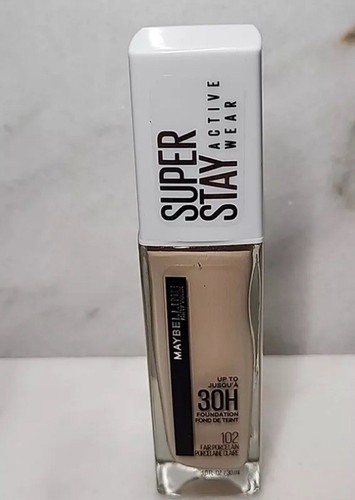 SUPER
STAY
ACTIVE
WEAR
MAYBELLINE
UP TO
JUSQU'À
30H
FOUNDATION
FOND DE TEINT
102
FAIR PORCELAIN
PORCELAINE CLAIRE